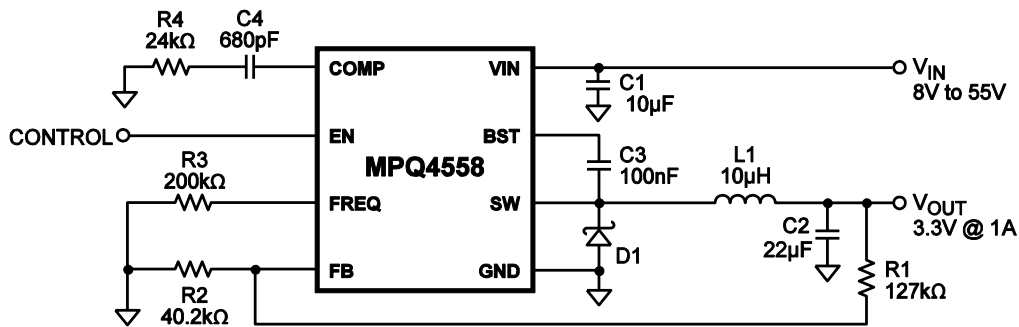 R4
24kΩ
C4
680pF
COMP
VIN
VIN
8V to 55V
C1
10µF
CONTROL
EN
BST
MPQ4558
C3
100nF
L1
10µH
R3
200kΩ
FREQ
SW
VOUT
3.3V @ 1A
C2
22µF
D1
FB
GND
R2
40.2kΩ
R1
127kΩ